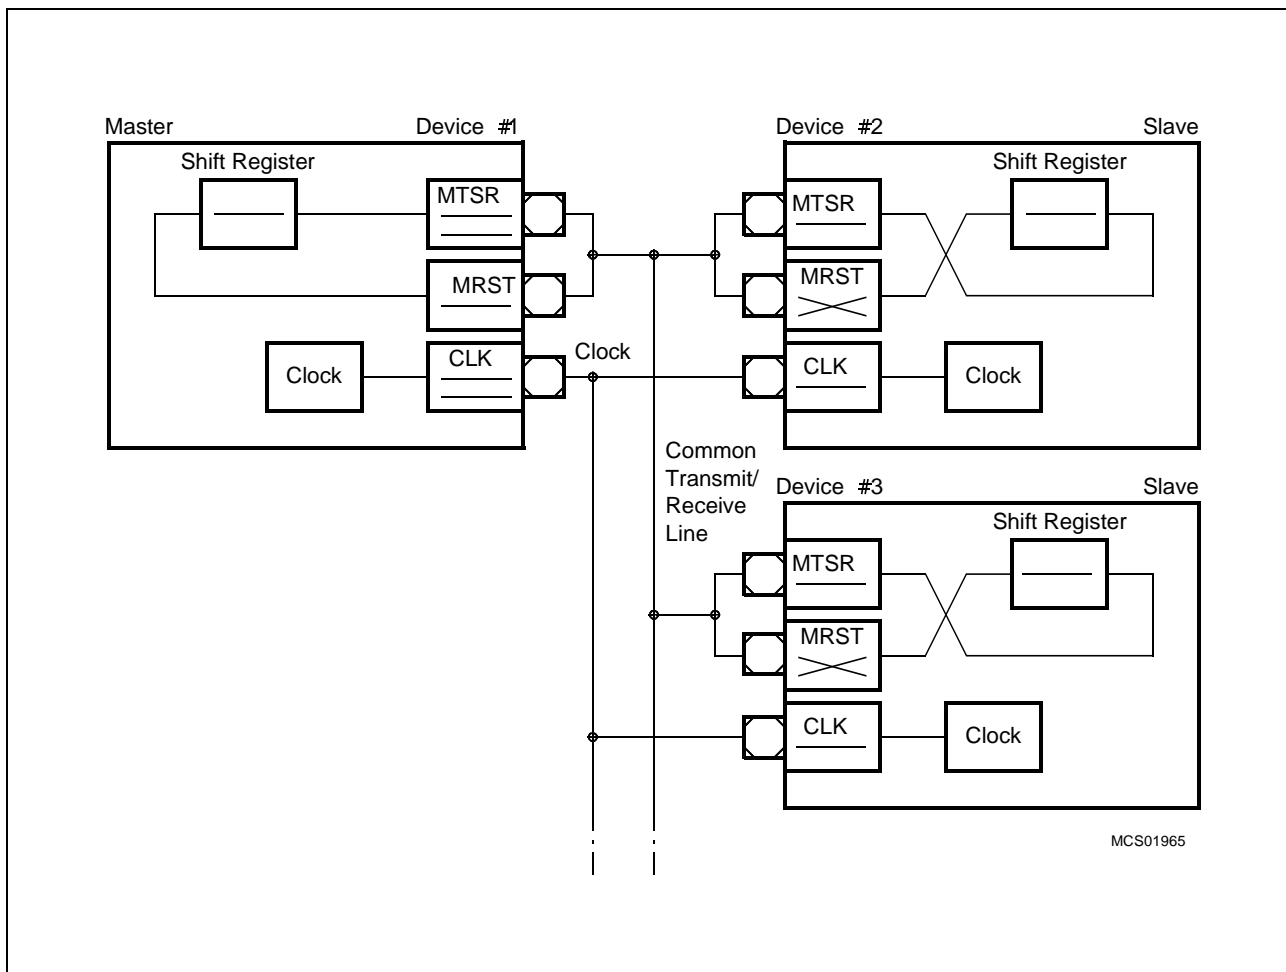 Master Device #1
Shift Register
MTSR
MRST
CLK
Clock
Clock
Device #2 Slave
Shift Register
MTSR
MRST
CLK
Clock
Common
Transmit/
Receive
Line
Device #3 Slave
Shift Register
MTSR
MRST
CLK
Clock
MCS01965